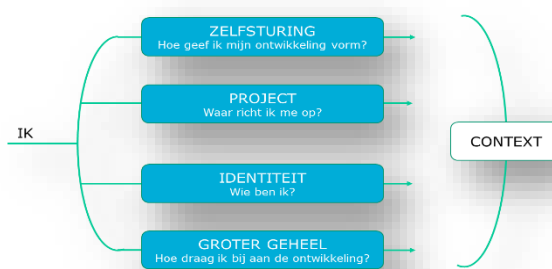 ZELFSTURING
Hoe geef ik mijn ontwikkeling vorm?
PROJECT
Waar richt ik me op?
IK
CONTEXT
IDENTITEIT
Wie ben ik?
GROTER GEHEEL
Hoe draag ik bij aan de ontwikkeling?